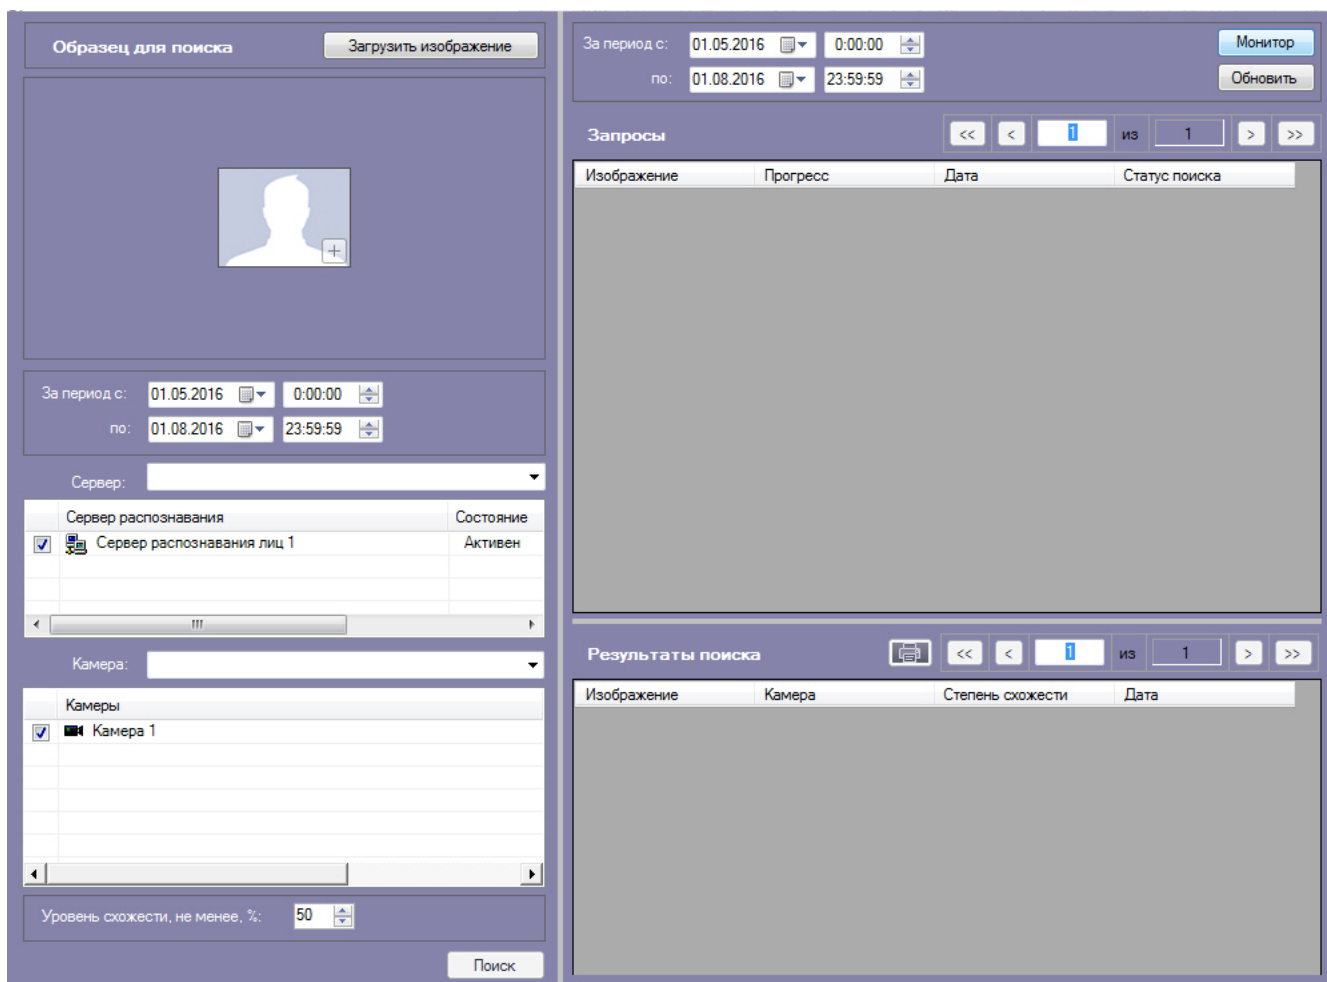 Образец для поиска
Загрузить изображение
За период с: 01.05.2016 0:00:00
по: 01.08.2016 23:59:59
Сервер:
Сервер распознавания Состояние
Сервер распознавания лиц 1 Активен
Камера:
Камеры
Камера 1
Уровень схожести, не менее, %: 50
Поиск
За период с: 01.05.2016 0:00:00
Монитор
по: 01.08.2016 23:59:59
Обновить
Запросы << < 1 из 1 > >>
Изображение Прогресс Дата Статус поиска
Результаты поиска << < 1 из 1 > >>
Изображение Камера Степень схожести Дата